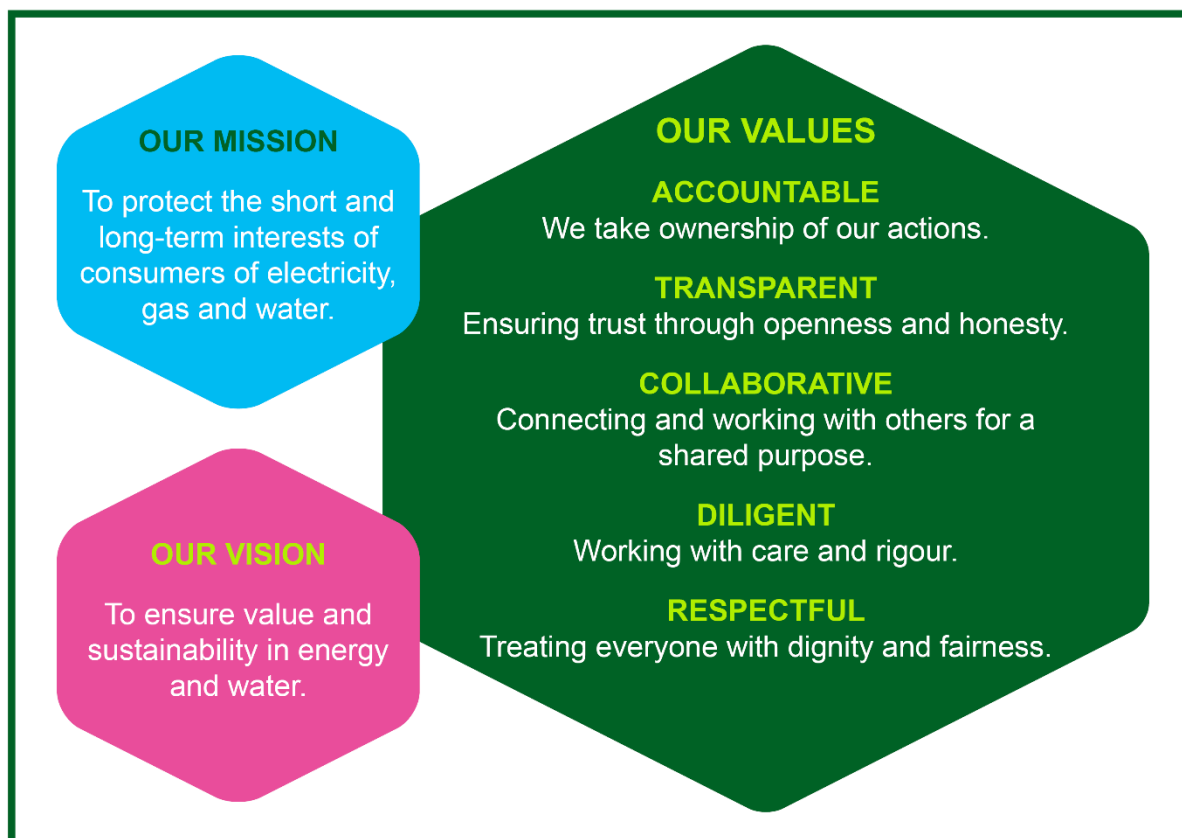 OUR MISSION
To protect the short and
long-term interests of
consumers of electricity,
gas and water.
OUR VISION
To ensure value and
sustainability in energy
and water.
OUR VALUES
ACCOUNTABLE
We take ownership of our actions.
TRANSPARENT
Ensuring trust through openness and honesty.
COLLABORATIVE
Connecting and working with others for a
shared purpose.
DILIGENT
Working with care and rigour.
RESPECTFUL
Treating everyone with dignity and fairness.